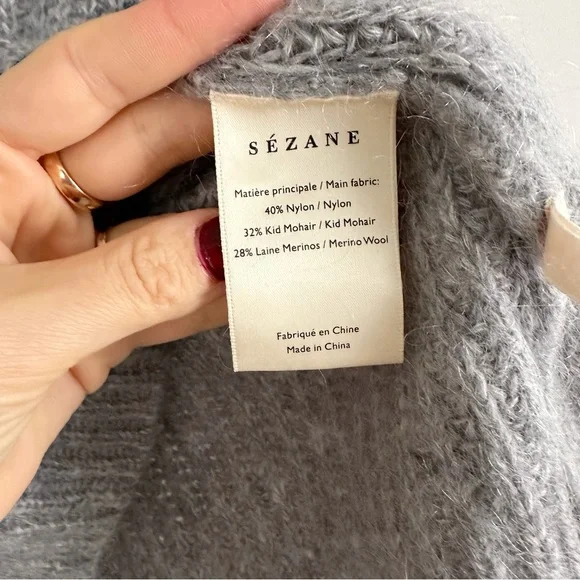 SÉZANE
Matière principale / Main fabric:
40% Nylon / Nylon
32% Kid Mohair / Kid Mohair
28% Laine Merinos / Merino Wool
Fabriqué en Chine
Made in China